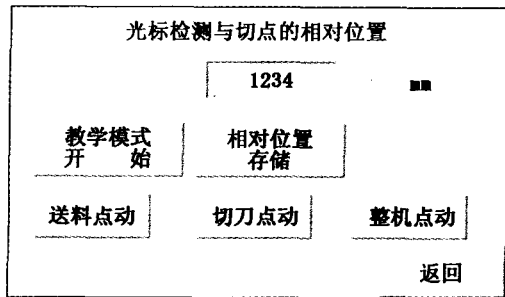 光标检测与切点的相对位置
1234
教学模式
开 始
相对位置
存储
送料点动
切刀点动
整机点动
返回